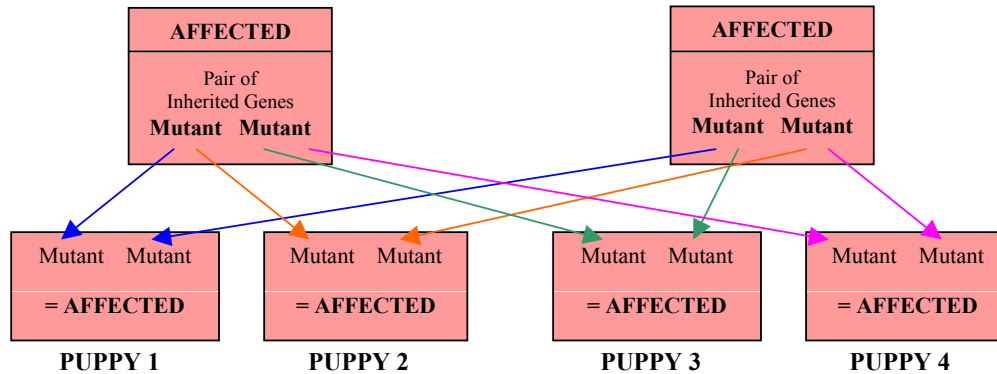 AFFECTED
Pair of
Inherited Genes
Mutant Mutant
AFFECTED
Pair of
Inherited Genes
Mutant Mutant
Mutant Mutant
= AFFECTED
PUPPY 1
Mutant Mutant
= AFFECTED
PUPPY 2
Mutant Mutant
= AFFECTED
PUPPY 3
Mutant Mutant
= AFFECTED
PUPPY 4